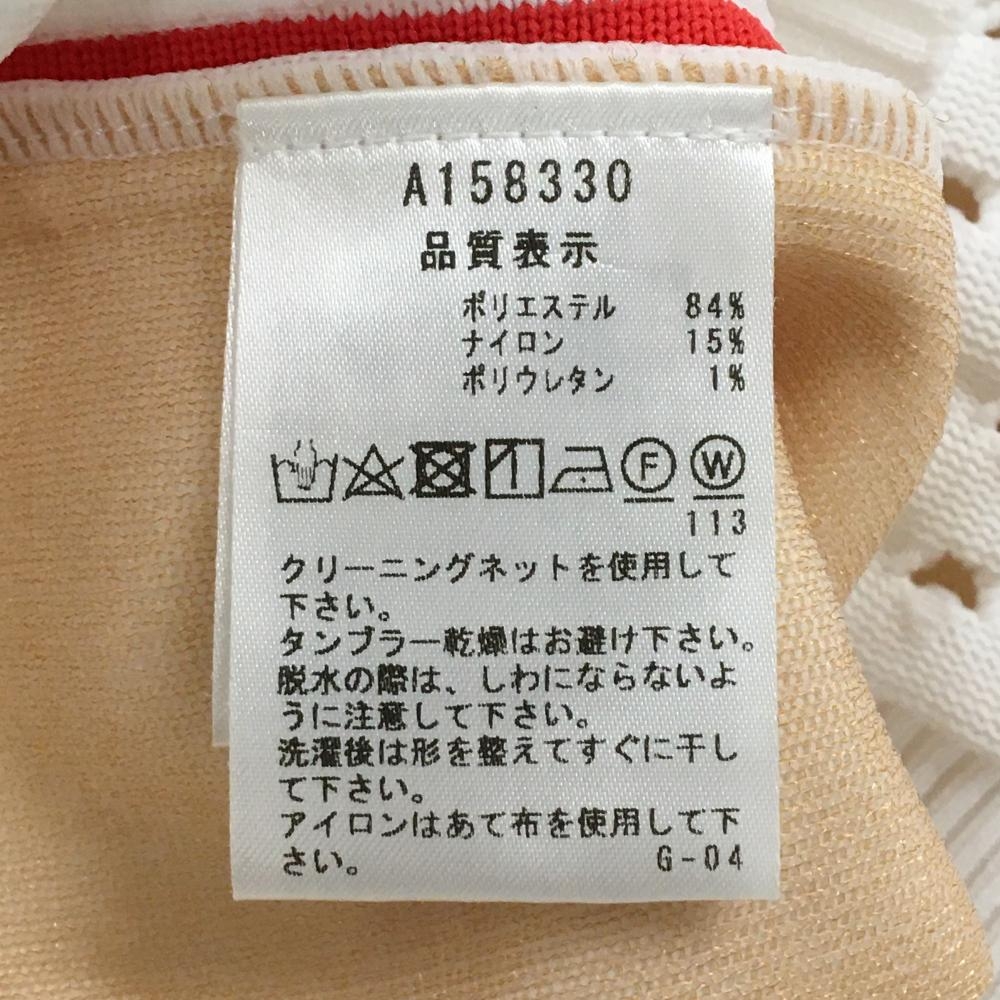 A158330
品質表示
ポリエステル 84%
ナイロン 15%
ポリウレタン 1%
F W
113
クリーニングネットを使用して
下さい。
タンブラー乾燥はお避け下さい。
脱水の際は、しわにならないよ
うに注意して下さい。
洗濯後は形を整えてすぐに干し
て下さい。
アイロンはあて布を使用して下
さい。 G-04